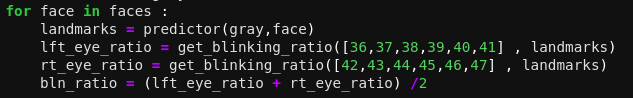 for face in faces :
    landmarks = predictor(gray,face)
    lft_eye_ratio = get_blinking_ratio([36,37,38,39,40,41] , landmarks)
    rt_eye_ratio = get_blinking_ratio([42,43,44,45,46,47] , landmarks)
    bln_ratio = (lft_eye_ratio + rt_eye_ratio) /2